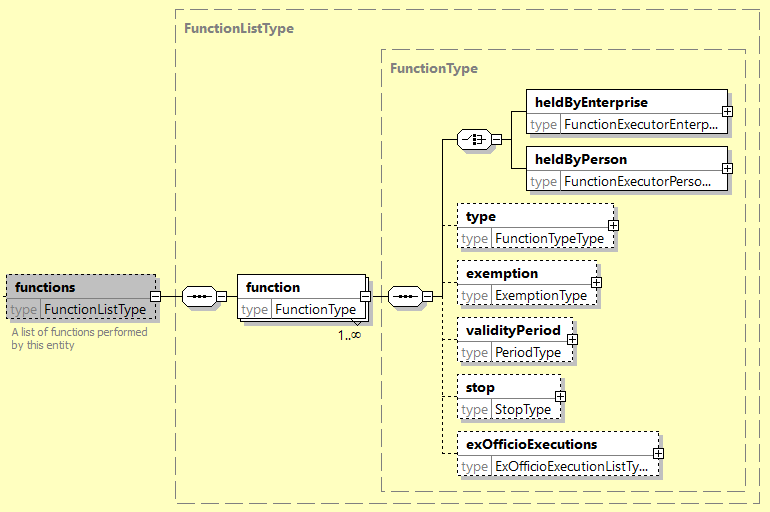 FunctionListType
FunctionType
heldByEnterprise
type FunctionExecutorEnterp...
heldByPerson
type FunctionExecutorPerso...
type
type FunctionTypeType
functions
type FunctionListType
A list of functions performed
by this entity
function
type FunctionType
1..∞
exemption
type ExemptionType
validityPeriod
type PeriodType
stop
type StopType
exOfficioExecutions
type ExOfficioExecutionListTy...